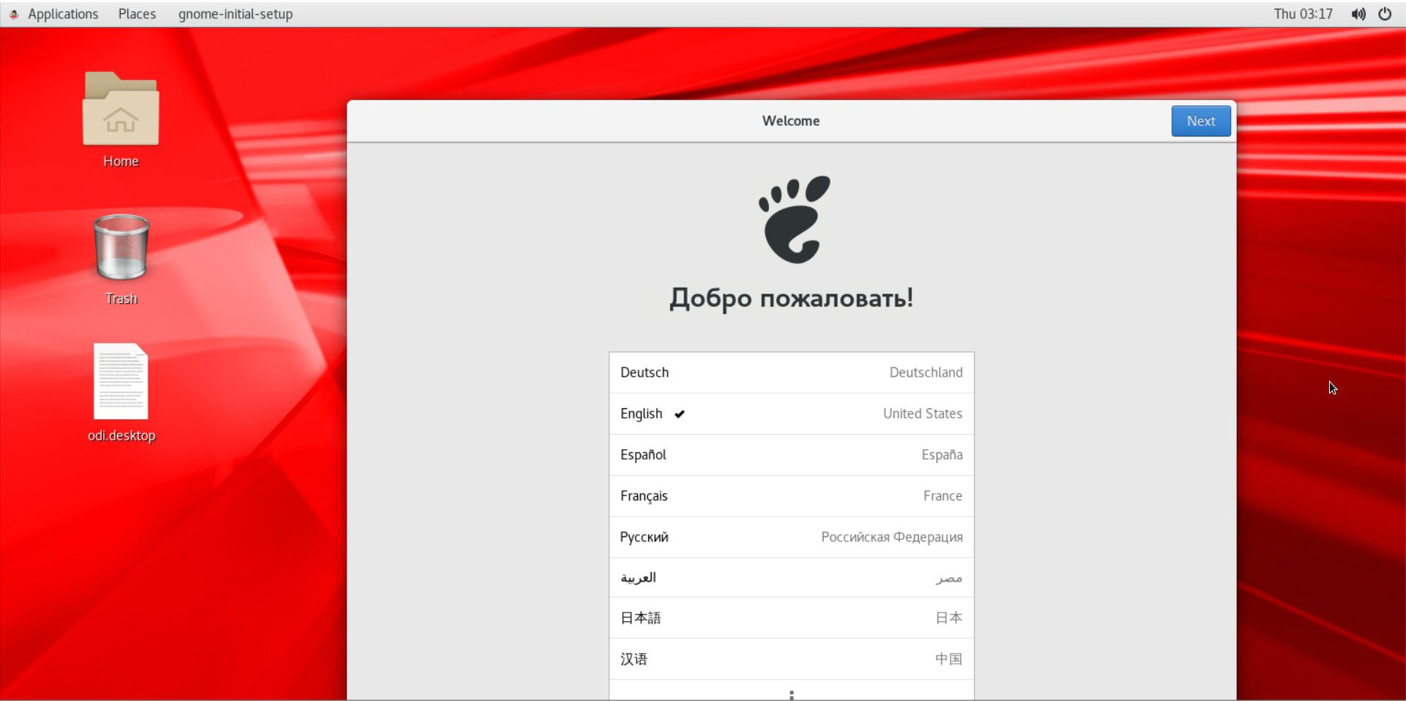 Applications Places gnome-initial-setup Thu 03:17
Home
Trash
odi.desktop
Welcome Next
Добро пожаловать!
Deutsch Deutschland
English United States
Español España
Français France
Русский Российская Федерация
العربية مصر
日本語 日本
汉语 中国